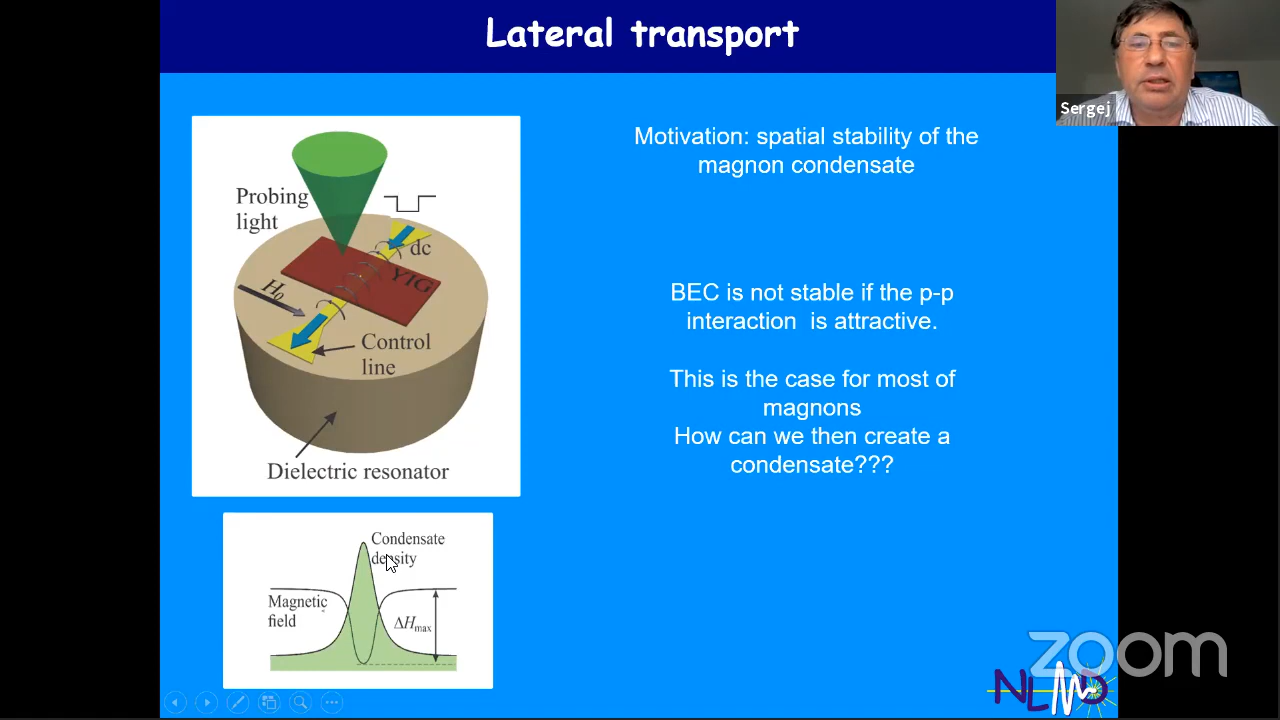 Lateral transport
Sergej
Motivation: spatial stability of the
magnon condensate
Probing
light
dc
YIG
H₀
Control
line
Dielectric resonator
BEC is not stable if the p-p
interaction is attractive.
This is the case for most of
magnons
How can we then create a
condensate???
Condensate
density
Magnetic
field
ΔHmax
zoom
NLMD